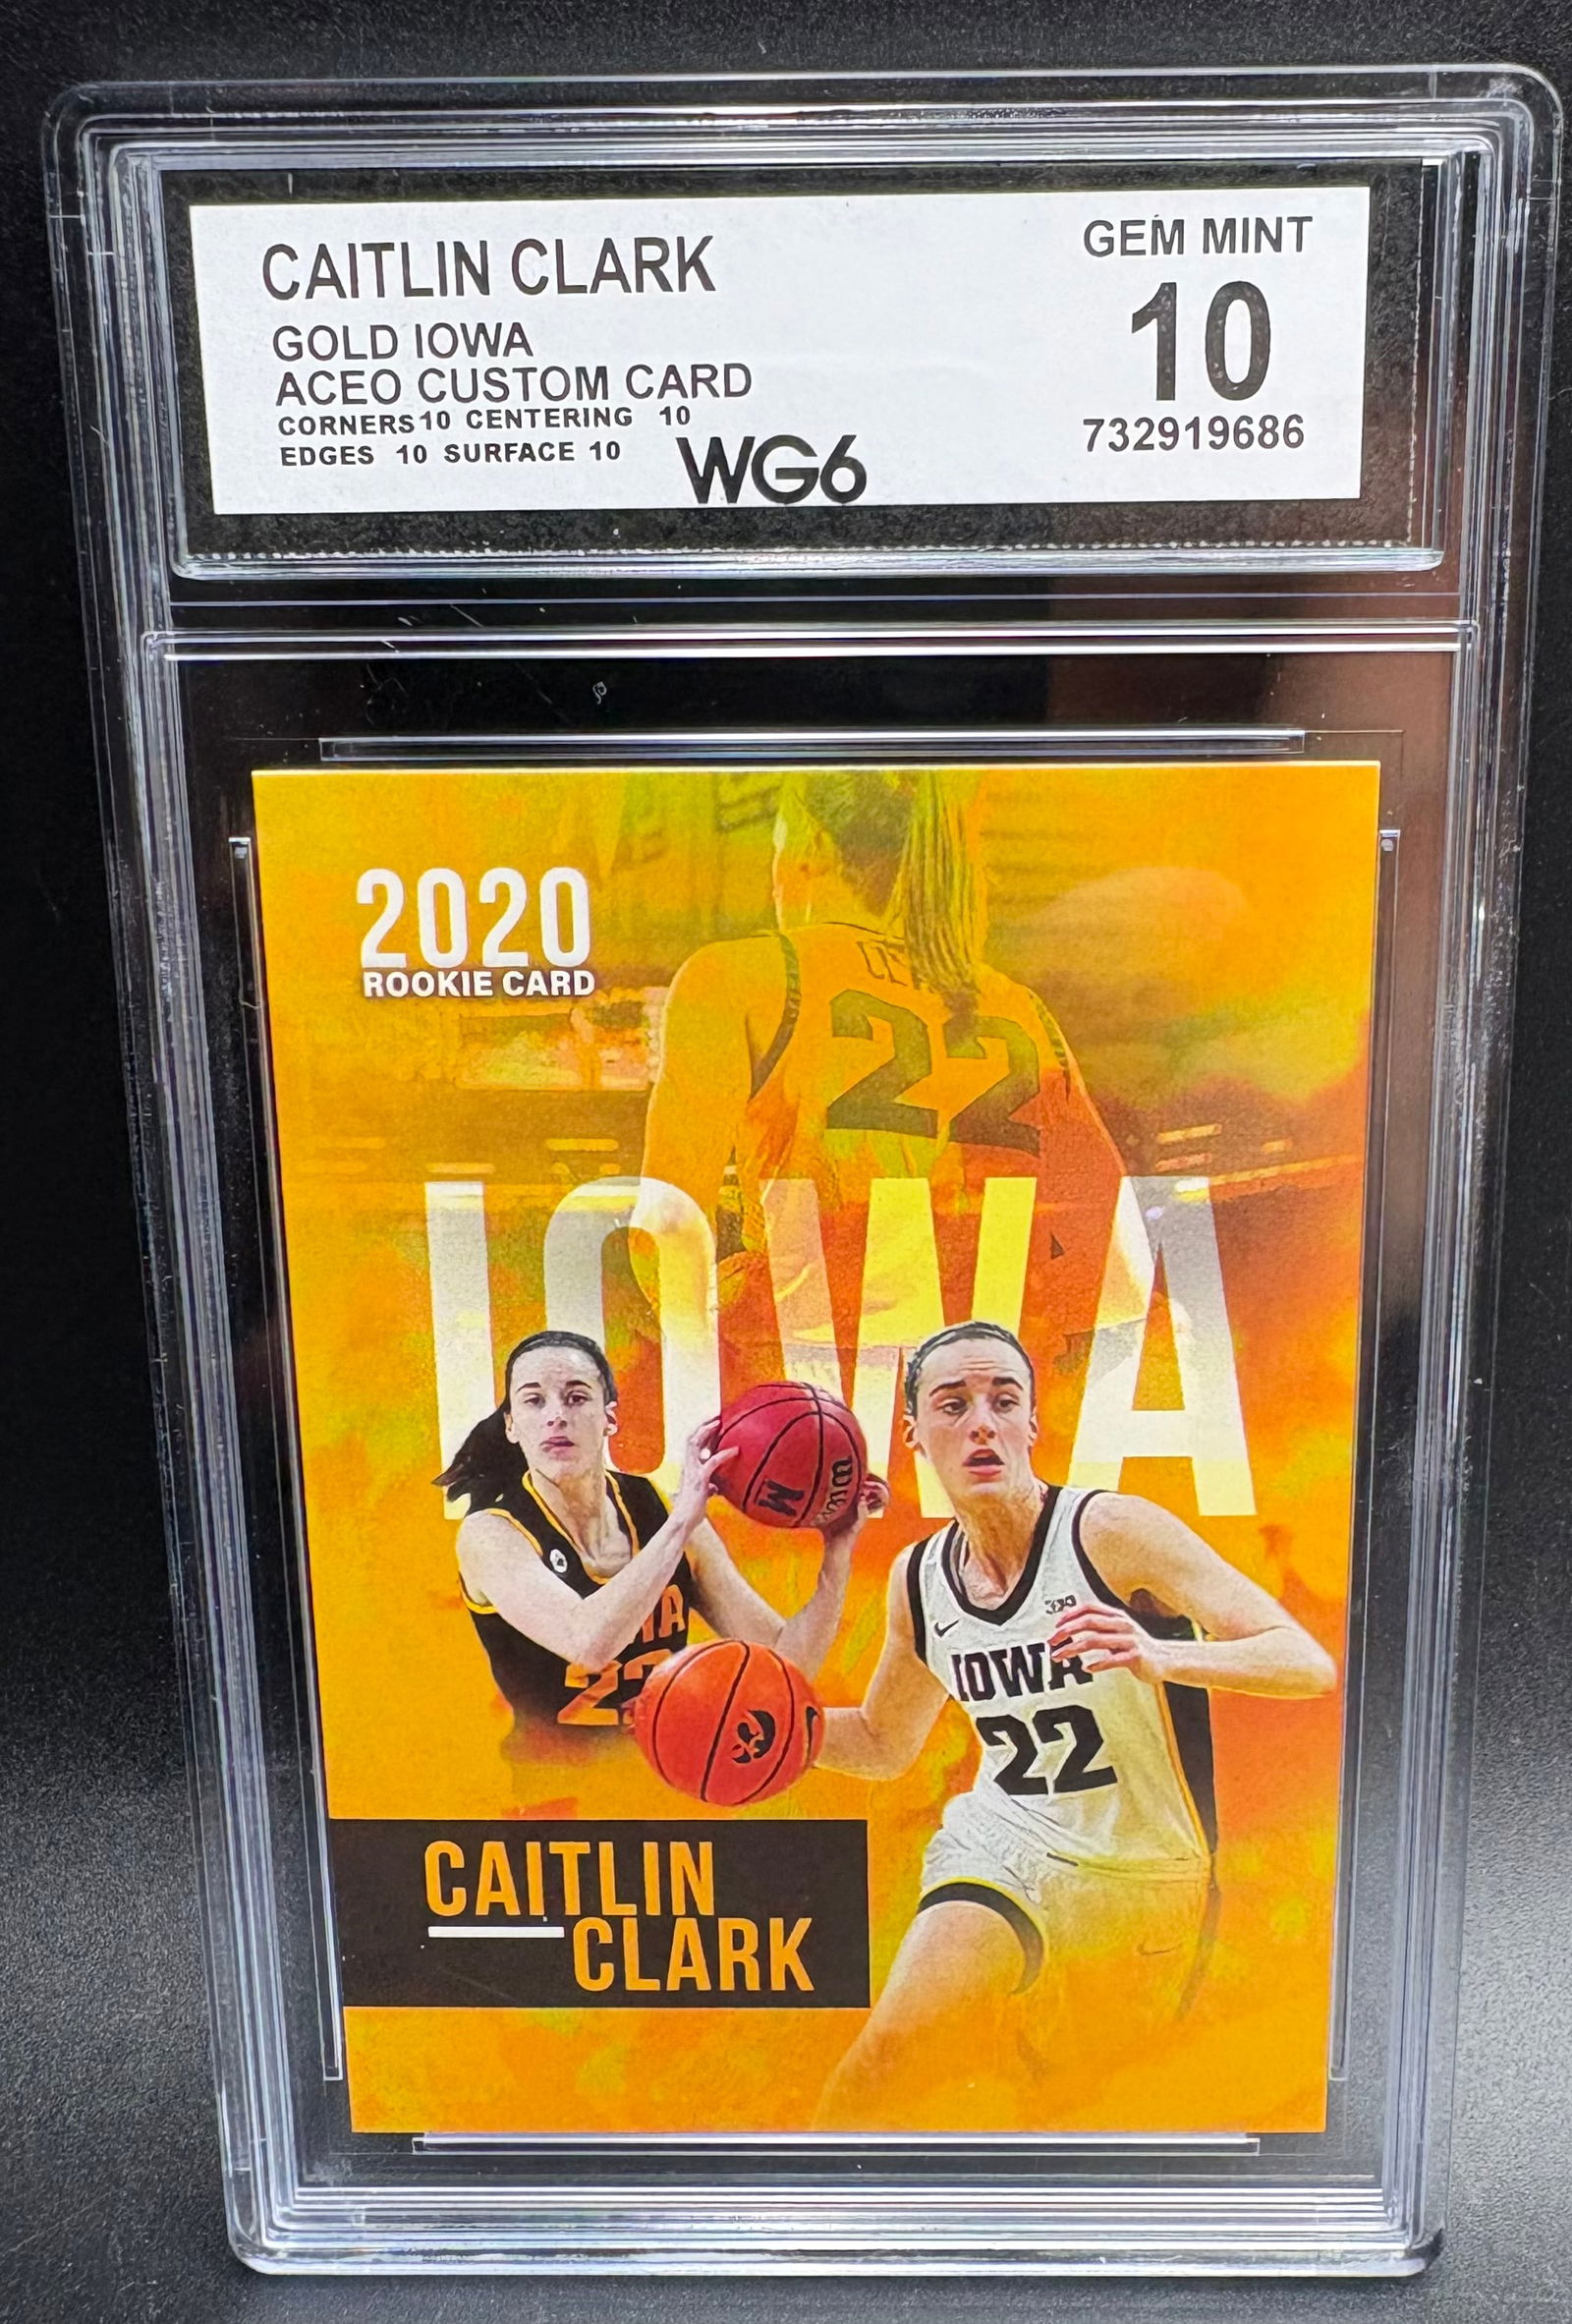 CAITLIN CLARK
GEM MINT
GOLD IOWA
10
ACEO CUSTOM CARD
CORNERS 10 CENTERING 10
732919686
EDGES 10 SURFACE 10
WG6
2020
ROOKIE CARD
22
IOWA
22
IOWA
22
CAITLIN
CLARK